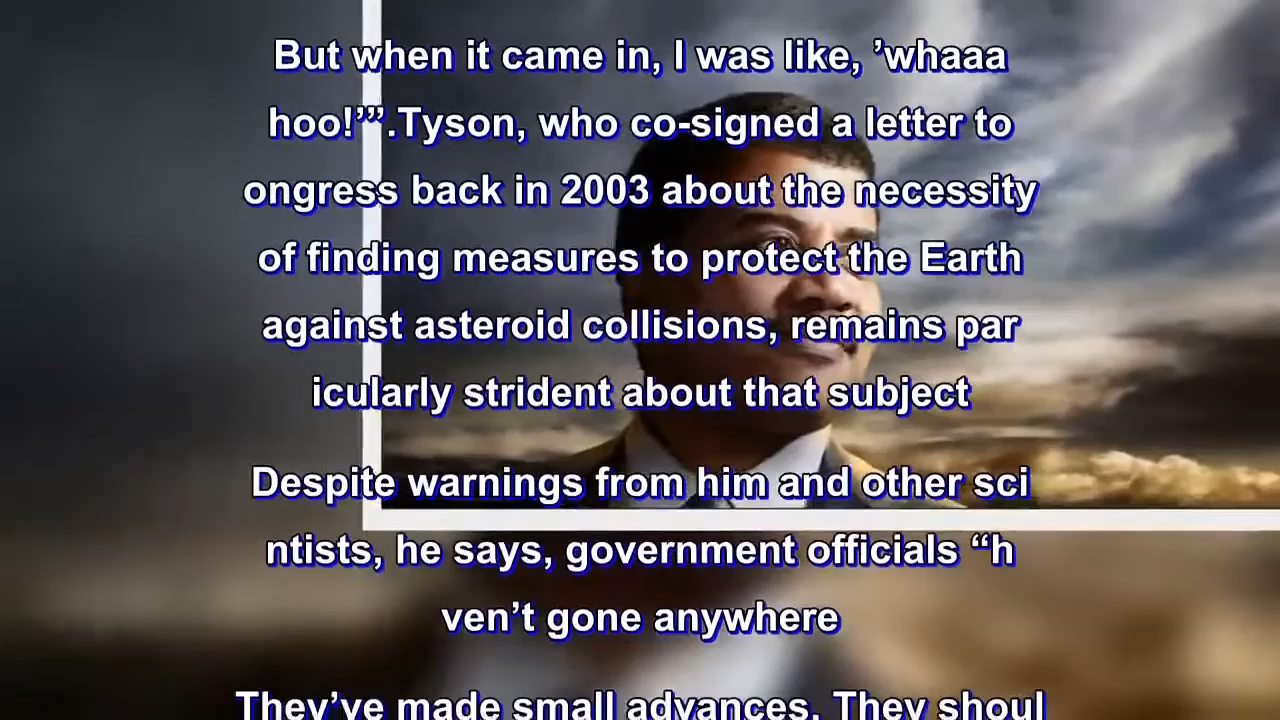 But when it came in, I was like, ’whaaa
hoo!’”.Tyson, who co-signed a letter to
ongress back in 2003 about the necessity
of finding measures to protect the Earth
against asteroid collisions, remains par
icularly strident about that subject
Despite warnings from him and other sci
ntists, he says, government officials “h
ven’t gone anywhere
They’ve made small advances. They shoul